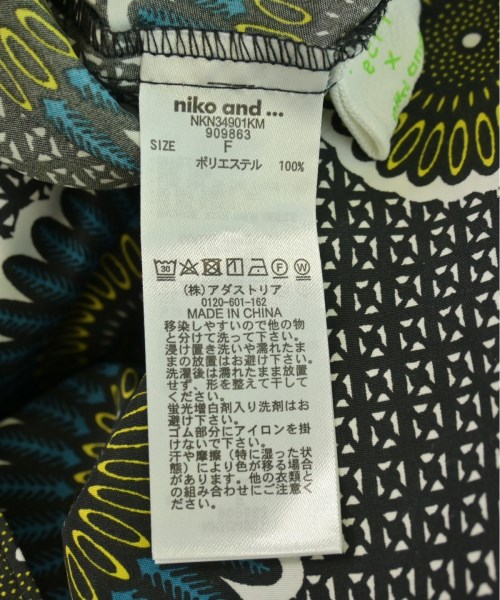 niko and ...
NKN34901KM
909863
SIZE F
ポリエステル 100%
30 F W
(株)アダストリア
0120-601-162
MADE IN CHINA
移染しやすいので他の物
と分けて洗って下さい。
浸け置き洗いや濡れたま
まの放置はお避け下さい。
洗濯後は濡れたまま放置
せず、形を整えて干して
ください。
蛍光増白剤入り洗剤はお
避け下さい。
ゴム部分にアイロンを掛
けないで下さい。
汗や摩擦(特に湿った状
態)により色が移る場合
があります。他の衣類と
の組み合わせにご注意く
ださい。